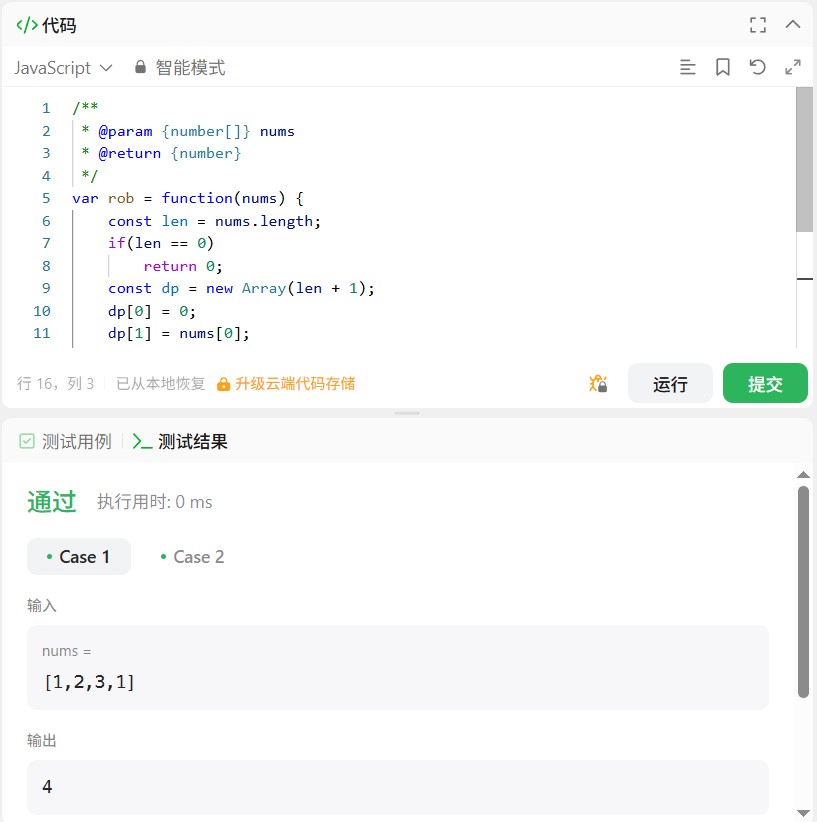 </> 代码
JavaScript 智能模式
1 /**
2 * @param {number[]} nums
3 * @return {number}
4 */
5 var rob = function(nums) {
6 const len = nums.length;
7 if(len == 0)
8 return 0;
9 const dp = new Array(len + 1);
10 dp[0] = 0;
11 dp[1] = nums[0];
行 16，列 3 已从本地恢复 升级云端代码存储 运行 提交
测试用例 >_ 测试结果
通过 执行用时: 0 ms
• Case 1 • Case 2
输入
nums =
[1,2,3,1]
输出
4